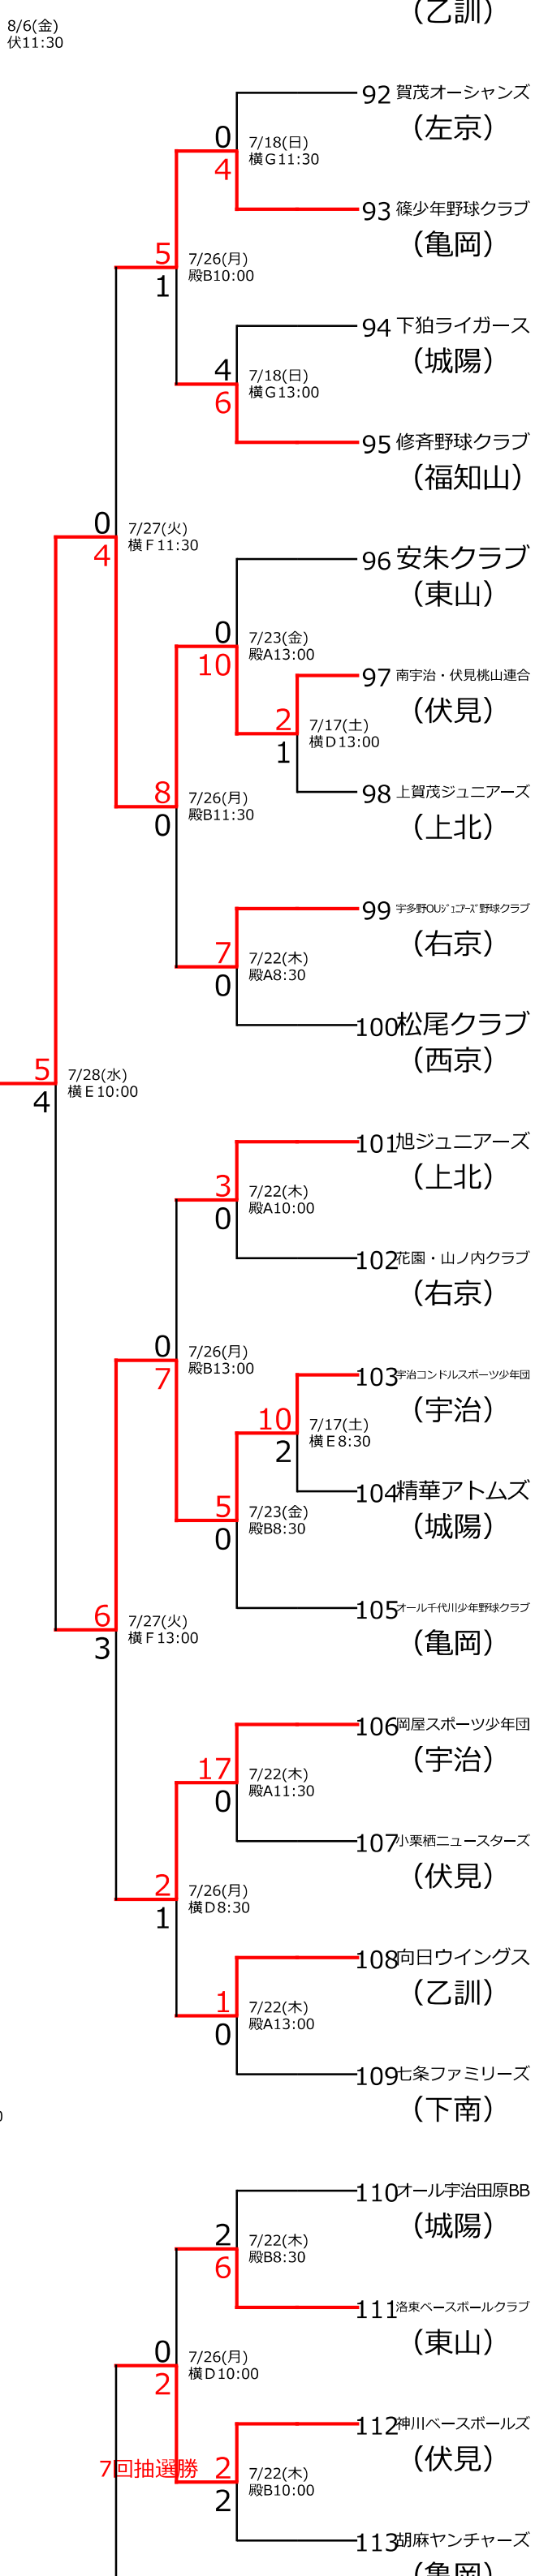 (乙訓)
8/6(金)
伏11:30
92 賀茂オーシャンズ
(左京)
0
4
7/18(日)
横G11:30
93 篠少年野球クラブ
(亀岡)
5
1
7/26(月)
殿B10:00
94 下狛ライガース
(城陽)
4
6
7/18(日)
横G13:00
95 修斉野球クラブ
(福知山)
0
4
7/27(火)
横F11:30
96 安朱クラブ
(東山)
0
10
7/23(金)
殿A13:00
97 南宇治・伏見桃山連合
(伏見)
2
1
7/17(土)
横D13:00
98 上賀茂ジュニアーズ
(上北)
8
0
7/26(月)
殿B11:30
99 宇多野OUジュニアーズ野球クラブ
(右京)
7
0
7/22(木)
殿A8:30
100 松尾クラブ
(西京)
5
4
7/28(水)
横E10:00
101 旭ジュニアーズ
(上北)
3
0
7/22(木)
殿A10:00
102 花園・山ノ内クラブ
(右京)
0
7
7/26(月)
殿B13:00
103 宇治コンドルスポーツ少年団
(宇治)
10
2
7/17(土)
横E8:30
104 精華アトムズ
(城陽)
5
0
7/23(金)
殿B8:30
105 オール千代川少年野球クラブ
(亀岡)
6
3
7/27(火)
横F13:00
106 岡屋スポーツ少年団
(宇治)
17
0
7/22(木)
殿A11:30
107 小栗栖ニュースターズ
(伏見)
2
1
7/26(月)
横D8:30
108 向日ウイングス
(乙訓)
1
0
7/22(木)
殿A13:00
109 七条ファミリーズ
(下南)
0
110 オール宇治田原BB
(城陽)
2
6
7/22(木)
殿B8:30
111 洛東ベースボールクラブ
(東山)
0
2
7/26(月)
横D10:00
112 神川ベースボールズ
(伏見)
7回抽選勝
2
2
7/22(木)
殿B10:00
113 胡麻ヤンチャーズ
(亀岡)